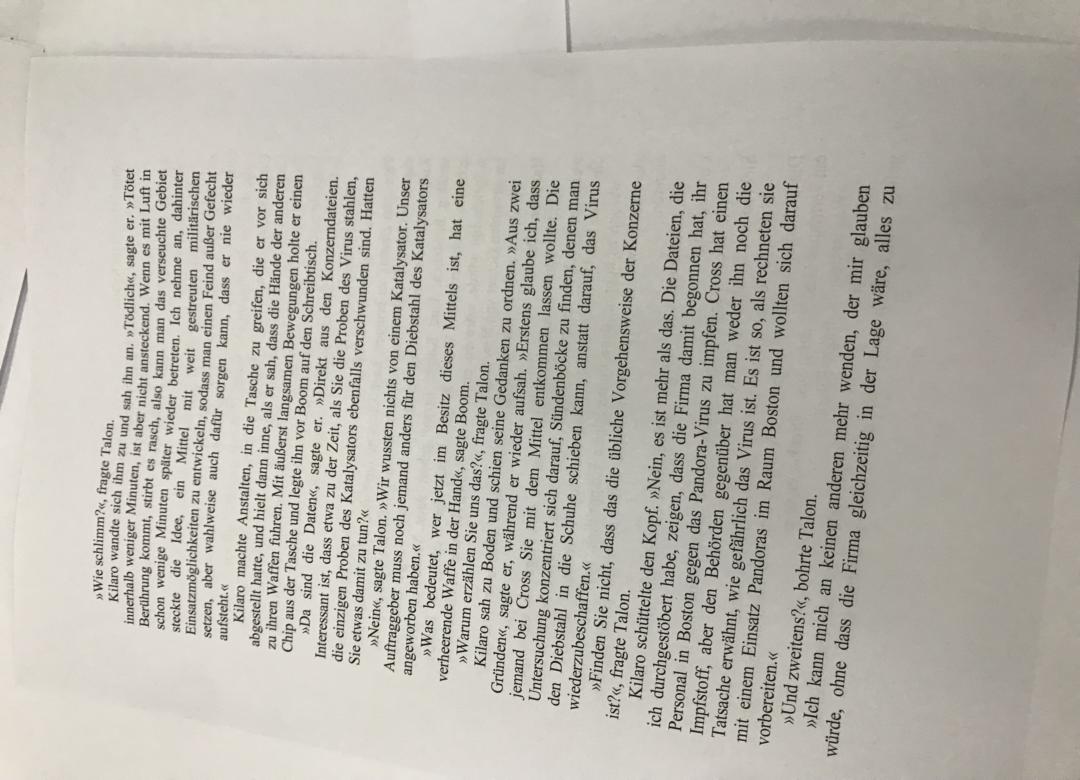 »Wie schlimm?«, fragte Talon.
Kilaro wandte sich ihm zu und sah ihn an. »Tödlich«, sagte er. »Tötet
innerhalb weniger Minuten, ist aber nicht ansteckend. Wenn es mit Luft in
Berührung kommt, stirbt es rasch, also kann man das verseuchte Gebiet
schon wenige Minuten später wieder betreten. Ich nehme an, dahinter
steckte die Idee, ein Mittel mit weit gestreuten militärischen
Einsatzmöglichkeiten zu entwickeln, sodass man einen Feind außer Gefecht
setzen, aber wahlweise auch dafür sorgen kann, dass er nie wieder
aufsteht.«
Kilaro machte Anstalten, in die Tasche zu greifen, die er vor sich
abgestellt hatte, und hielt dann inne, als er sah, dass die Hände der anderen
zu ihren Waffen fuhren. Mit äußerst langsamen Bewegungen holte er einen
Chip aus der Tasche und legte ihn vor Boom auf den Schreibtisch.
»Da sind die Daten«, sagte er. »Direkt aus den Konzerndateien.
Interessant ist, dass etwa zu der Zeit, als Sie die Proben des Virus stahlen,
die einzigen Proben des Katalysators ebenfalls verschwunden sind. Hatten
Sie etwas damit zu tun?«
»Nein«, sagte Talon. »Wir wussten nichts von einem Katalysator. Unser
Auftraggeber muss noch jemand anders für den Diebstahl des Katalysators
angeworben haben.«
»Was bedeutet, wer jetzt im Besitz dieses Mittels ist, hat eine
verheerende Waffe in der Hand«, sagte Boom.
»Warum erzählen Sie uns das?«, fragte Talon.
Kilaro sah zu Boden und schien seine Gedanken zu ordnen. »Aus zwei
Gründen«, sagte er, während er wieder aufsah. »Erstens glaube ich, dass
jemand bei Cross Sie mit dem Mittel entkommen lassen wollte. Die
Untersuchung konzentriert sich darauf, Sündenböcke zu finden, denen man
den Diebstahl in die Schuhe schieben kann, anstatt darauf, das Virus
wiederzubeschaffen.«
»Finden Sie nicht, dass das die übliche Vorgehensweise der Konzerne
ist?«, fragte Talon.
Kilaro schüttelte den Kopf. »Nein, es ist mehr als das. Die Dateien, die
ich durchgestöbert habe, zeigen, dass die Firma damit begonnen hat, ihr
Personal in Boston gegen das Pandora-Virus zu impfen. Cross hat einen
Impfstoff, aber den Behörden gegenüber hat man weder ihn noch die
Tatsache erwähnt, wie gefährlich das Virus ist. Es ist so, als rechneten sie
mit einem Einsatz Pandoras im Raum Boston und wollten sich darauf
vorbereiten.«
»Und zweitens?«, bohrte Talon.
»Ich kann mich an keinen anderen mehr wenden, der mir glauben
würde, ohne dass die Firma gleichzeitig in der Lage wäre, alles zu